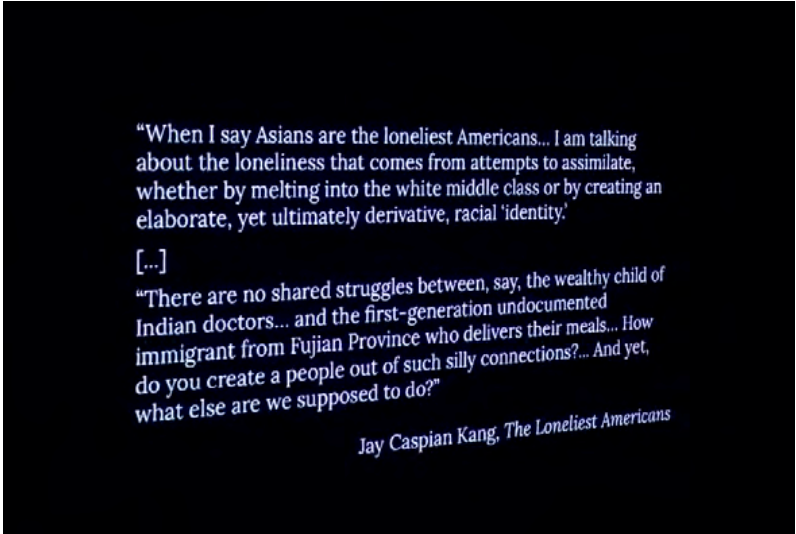 “When I say Asians are the loneliest Americans... I am talking
about the loneliness that comes from attempts to assimilate,
whether by melting into the white middle class or by creating an
elaborate, yet ultimately derivative, racial ‘identity.’
[...]
“There are no shared struggles between, say, the wealthy child of
Indian doctors... and the first-generation undocumented
immigrant from Fujian Province who delivers their meals... How
do you create a people out of such silly connections?... And yet,
what else are we supposed to do?”
Jay Caspian Kang, The Loneliest Americans